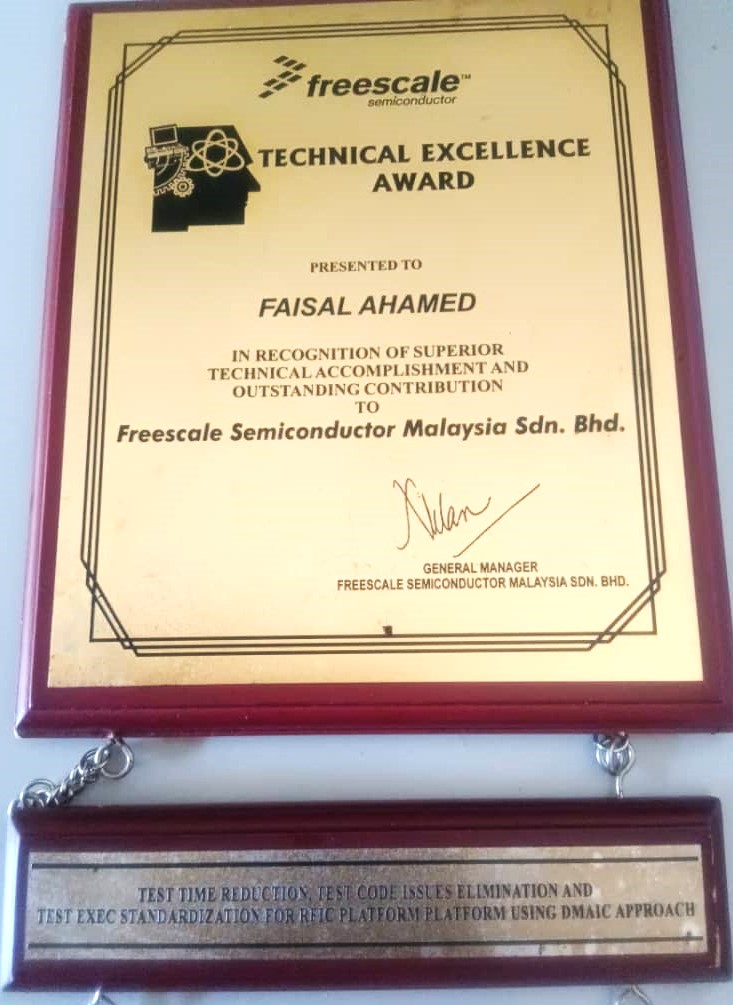 freescale™
semiconductor
TECHNICAL EXCELLENCE
AWARD
PRESENTED TO
FAISAL AHAMED
IN RECOGNITION OF SUPERIOR
TECHNICAL ACCOMPLISHMENT AND
OUTSTANDING CONTRIBUTION
TO
Freescale Semiconductor Malaysia Sdn. Bhd.
GENERAL MANAGER
FREESCALE SEMICONDUCTOR MALAYSIA SDN. BHD.
TEST TIME REDUCTION, TEST CODE ISSUES ELIMINATION AND
TEST EXEC STANDARDIZATION FOR RFIC PLATFORM PLATFORM USING DMAIC APPROACH